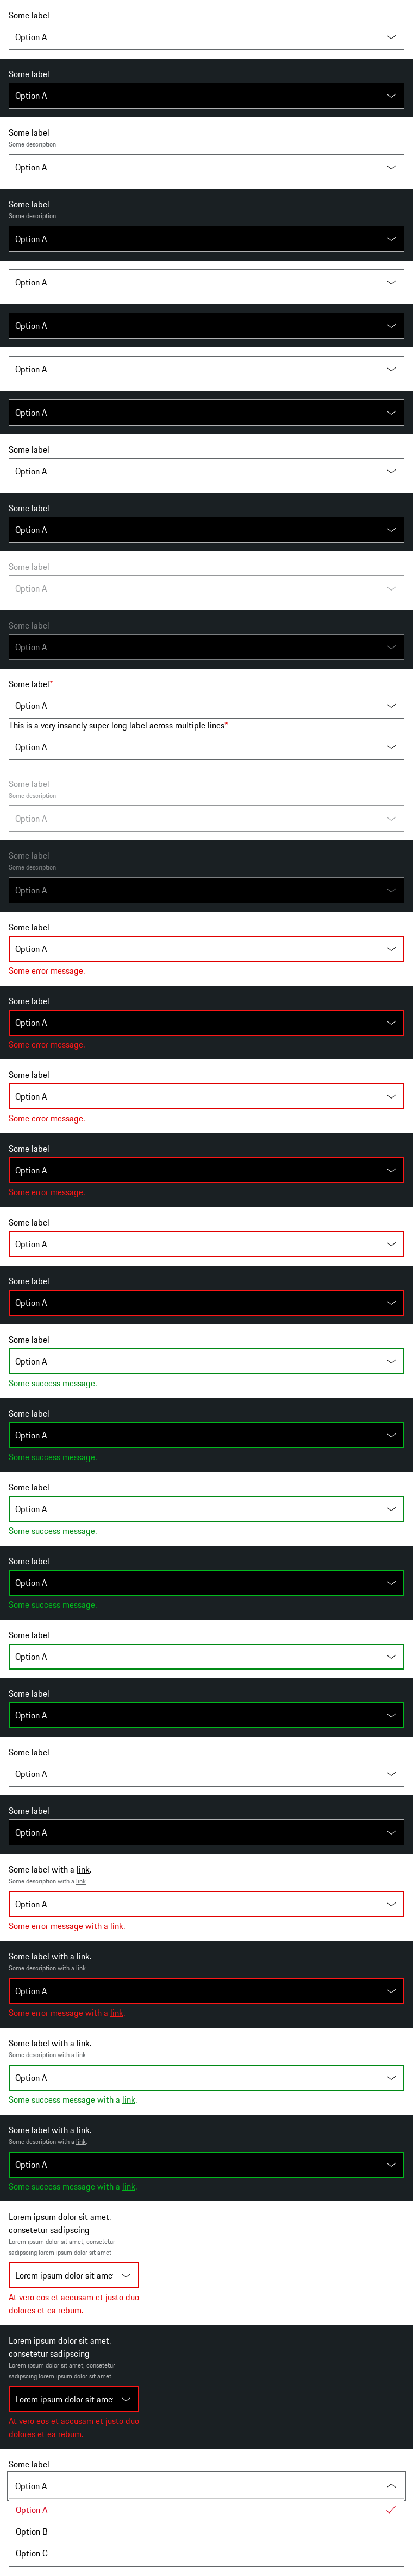 Some label
Option A
Some label
Option A
Some label
Some description
Option A
Some label
Some description
Option A
Option A
Option A
Option A
Option A
Some label
Option A
Some label
Option A
Some label
Option A
Some label
Option A
Some label*
Option A
This is a very insanely super long label across multiple lines*
Option A
Some label
Some description
Option A
Some label
Some description
Option A
Some label
Option A
Some error message.
Some label
Option A
Some error message.
Some label
Option A
Some error message.
Some label
Option A
Some error message.
Some label
Option A
Some label
Option A
Some label
Option A
Some success message.
Some label
Option A
Some success message.
Some label
Option A
Some success message.
Some label
Option A
Some success message.
Some label
Option A
Some label
Option A
Some label
Option A
Some label
Option A
Some label with a link.
Some description with a link.
Option A
Some error message with a link.
Some label with a link.
Some description with a link.
Option A
Some error message with a link.
Some label with a link.
Some description with a link.
Option A
Some success message with a link.
Some label with a link.
Some description with a link.
Option A
Some success message with a link.
Lorem ipsum dolor sit amet,
consetetur sadipscing
Lorem ipsum dolor sit amet, consetetur
sadipscing lorem ipsum dolor sit amet
Lorem ipsum dolor sit ame
At vero eos et accusam et justo duo
dolores et ea rebum.
Lorem ipsum dolor sit amet,
consetetur sadipscing
Lorem ipsum dolor sit amet, consetetur
sadipscing lorem ipsum dolor sit amet
Lorem ipsum dolor sit ame
At vero eos et accusam et justo duo
dolores et ea rebum.
Some label
Option A
Option A
Option B
Option C